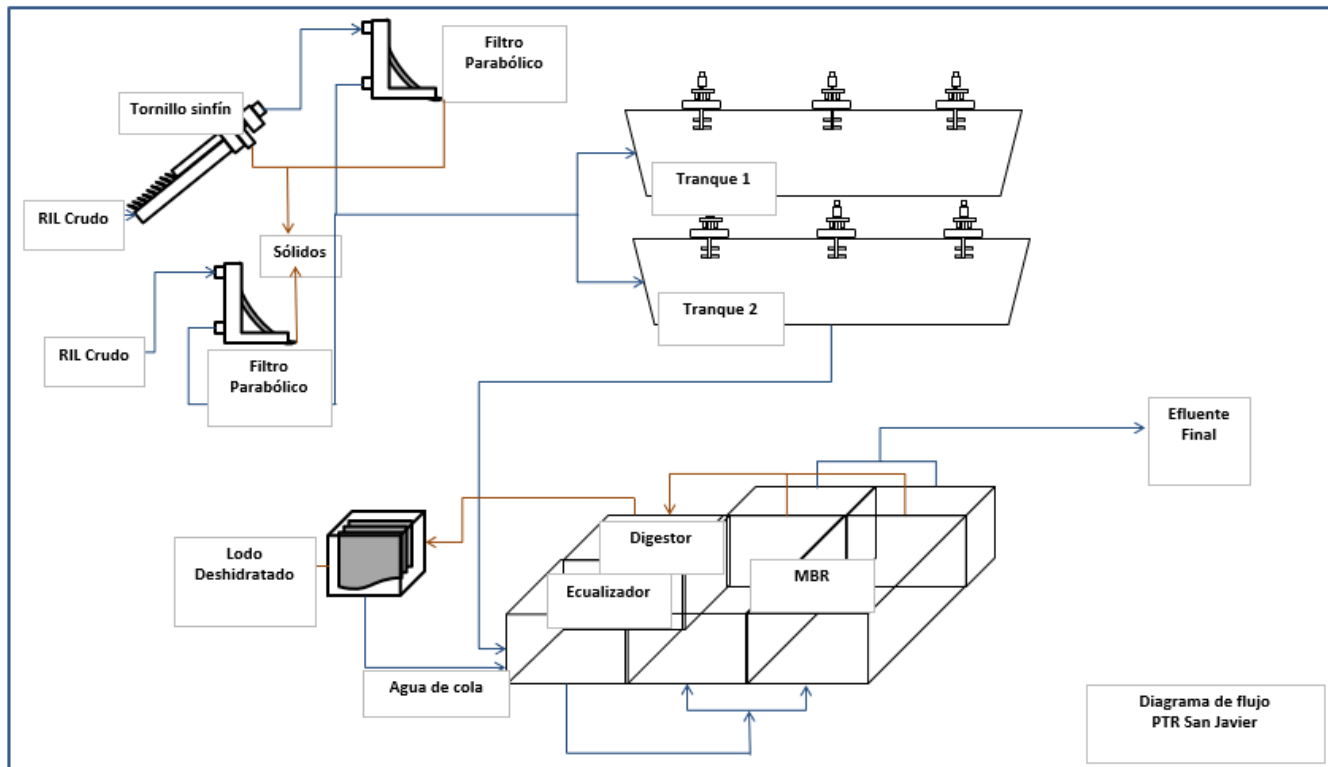 Filtro
Parabólico
Tornillo sinfín
RIL Crudo
Sólidos
Tranque 1
Tranque 2
RIL Crudo
Filtro
Parabólico
Efluente
Final
Lodo
Deshidratado
Digestor
Ecualizador
MBR
Agua de cola
Diagrama de flujo
PTR San Javier